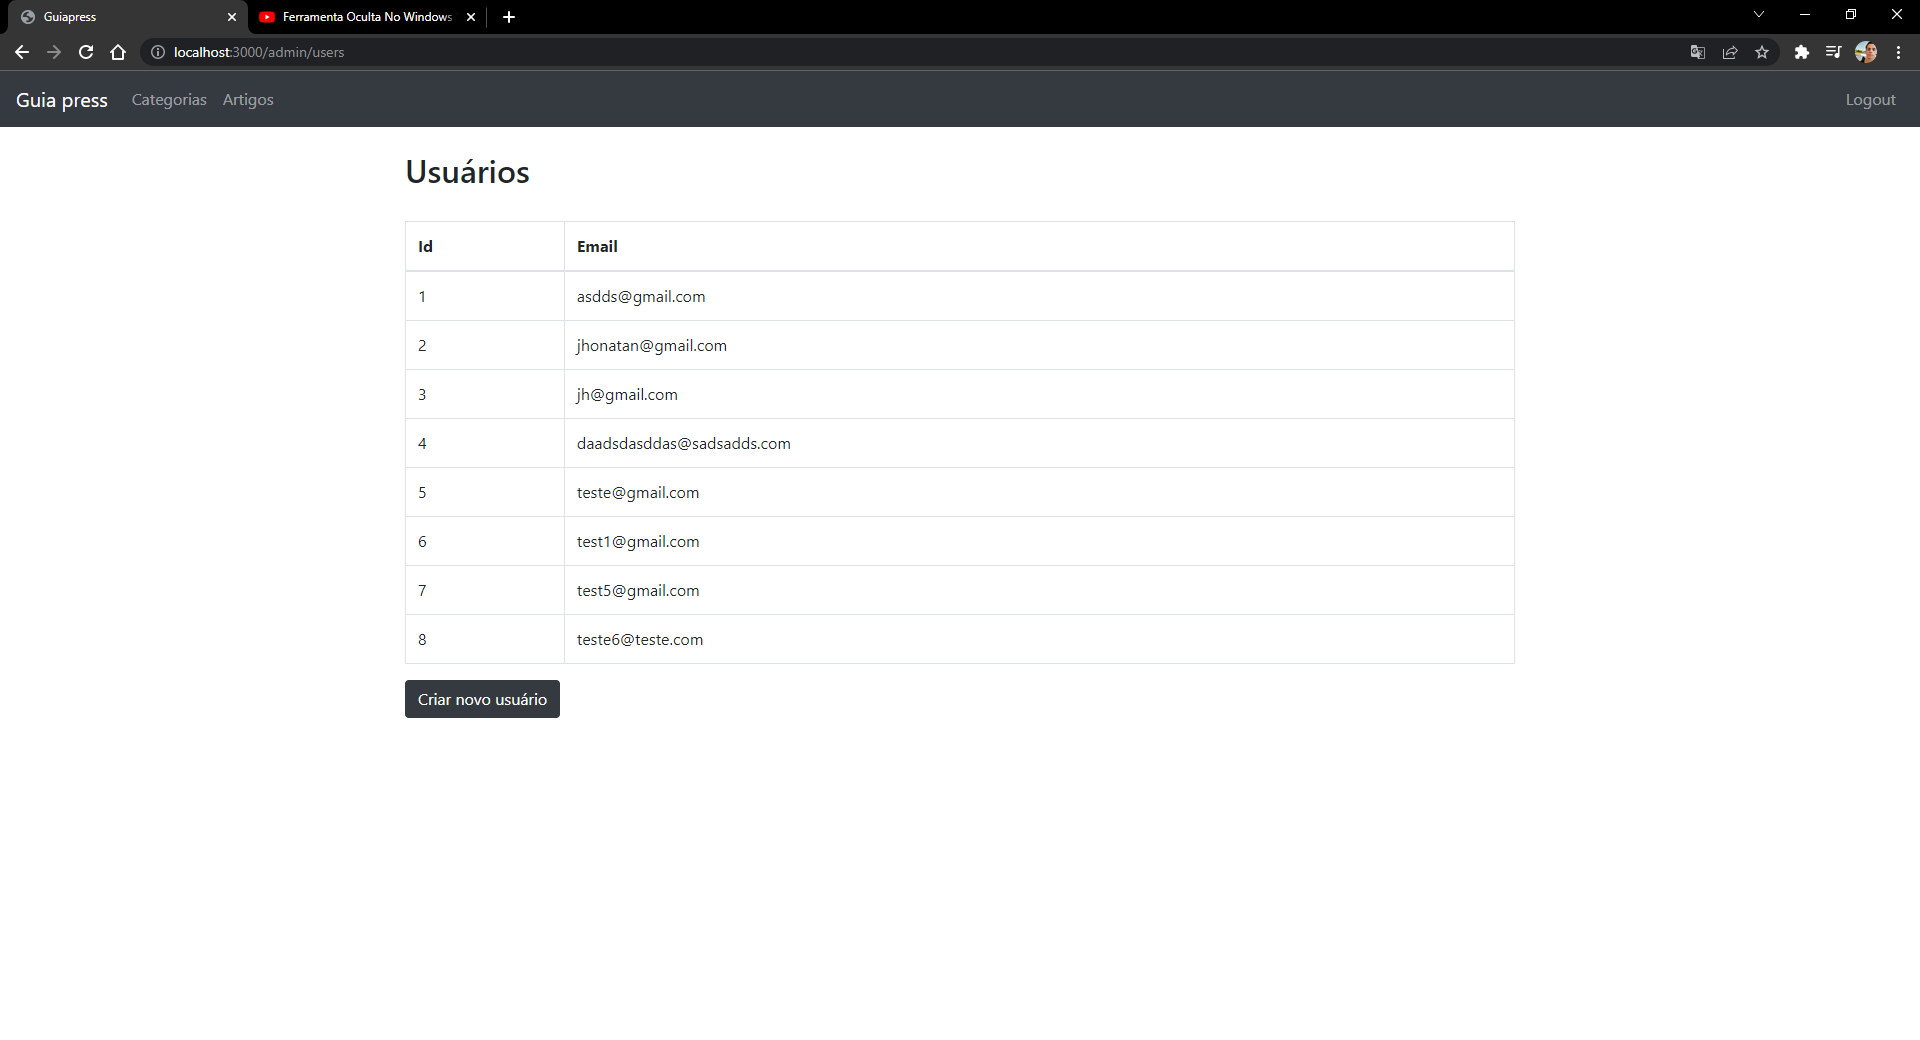 Guiapress
Ferramenta Oculta No Windows
localhost:3000/admin/users
Guia press Categorias Artigos Logout
Usuários
Id Email
1 asdds@gmail.com
2 jhonatan@gmail.com
3 jh@gmail.com
4 daadsdasddas@sadsadds.com
5 teste@gmail.com
6 test1@gmail.com
7 test5@gmail.com
8 teste6@teste.com
Criar novo usuário